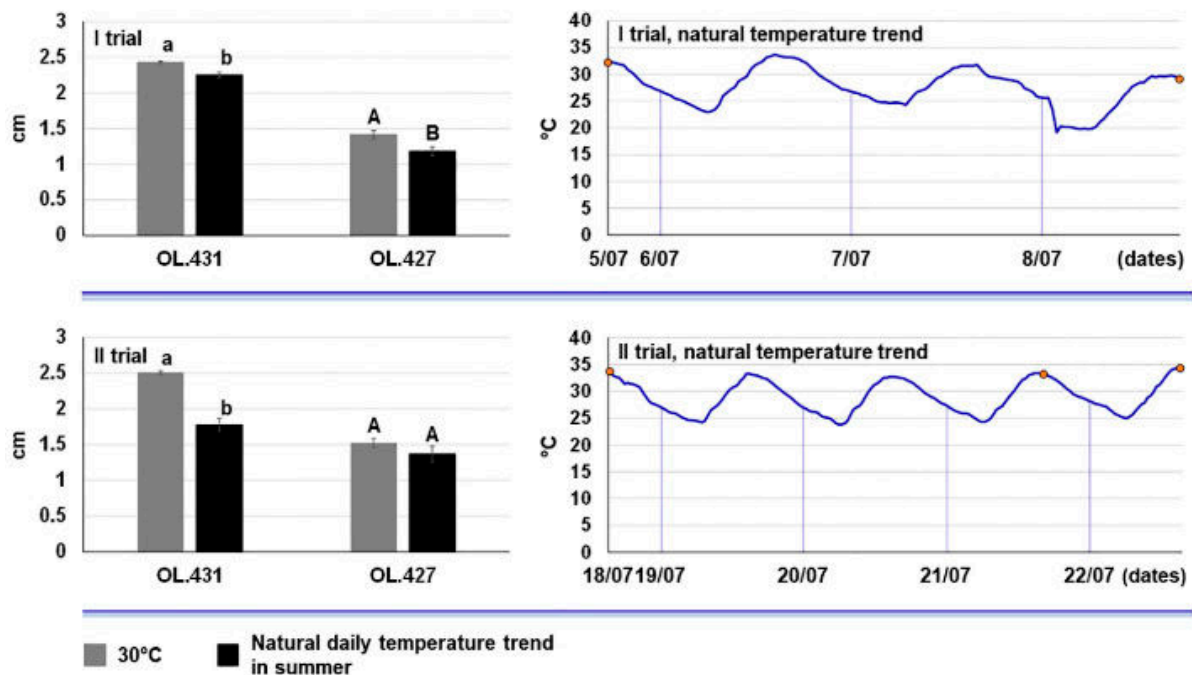 I trial
3
2.5
2
1.5
1
0.5
0
cm
a
b
A
B
OL.431
OL.427
I trial, natural temperature trend
40
35
30
25
20
15
10
5
0
°C
5/07 6/07 7/07 8/07 (dates)
II trial
3
2.5
2
1.5
1
0.5
0
cm
a
b
A
A
OL.431
OL.427
II trial, natural temperature trend
40
35
30
25
20
15
10
5
0
°C
18/07 19/07 20/07 21/07 22/07 (dates)
30°C
Natural daily temperature trend
in summer